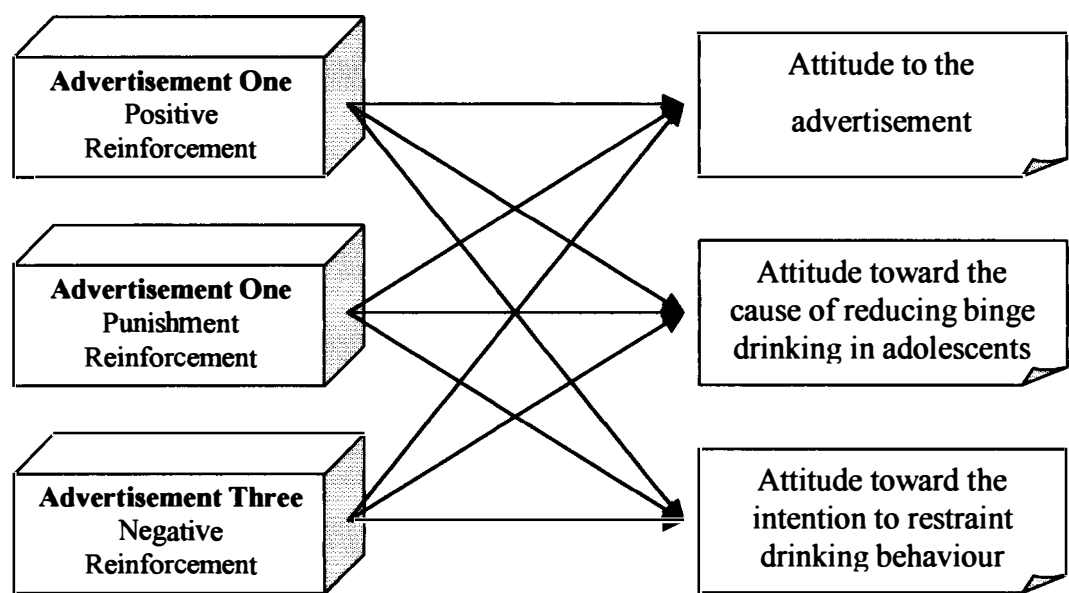 Advertisement One
Positive
Reinforcement
Attitude to the
advertisement
Advertisement One
Punishment
Reinforcement
Attitude toward the
cause of reducing binge
drinking in adolescents
Advertisement Three
Negative
Reinforcement
Attitude toward the
intention to restraint
drinking behaviour